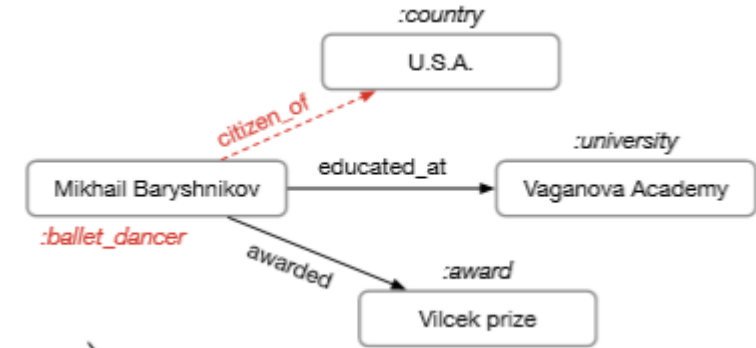 :country
U.S.A.
citizen_of
:university
educated_at
Mikhail Baryshnikov
Vaganova Academy
:ballet_dancer
awarded
:award
Vilcek prize
)